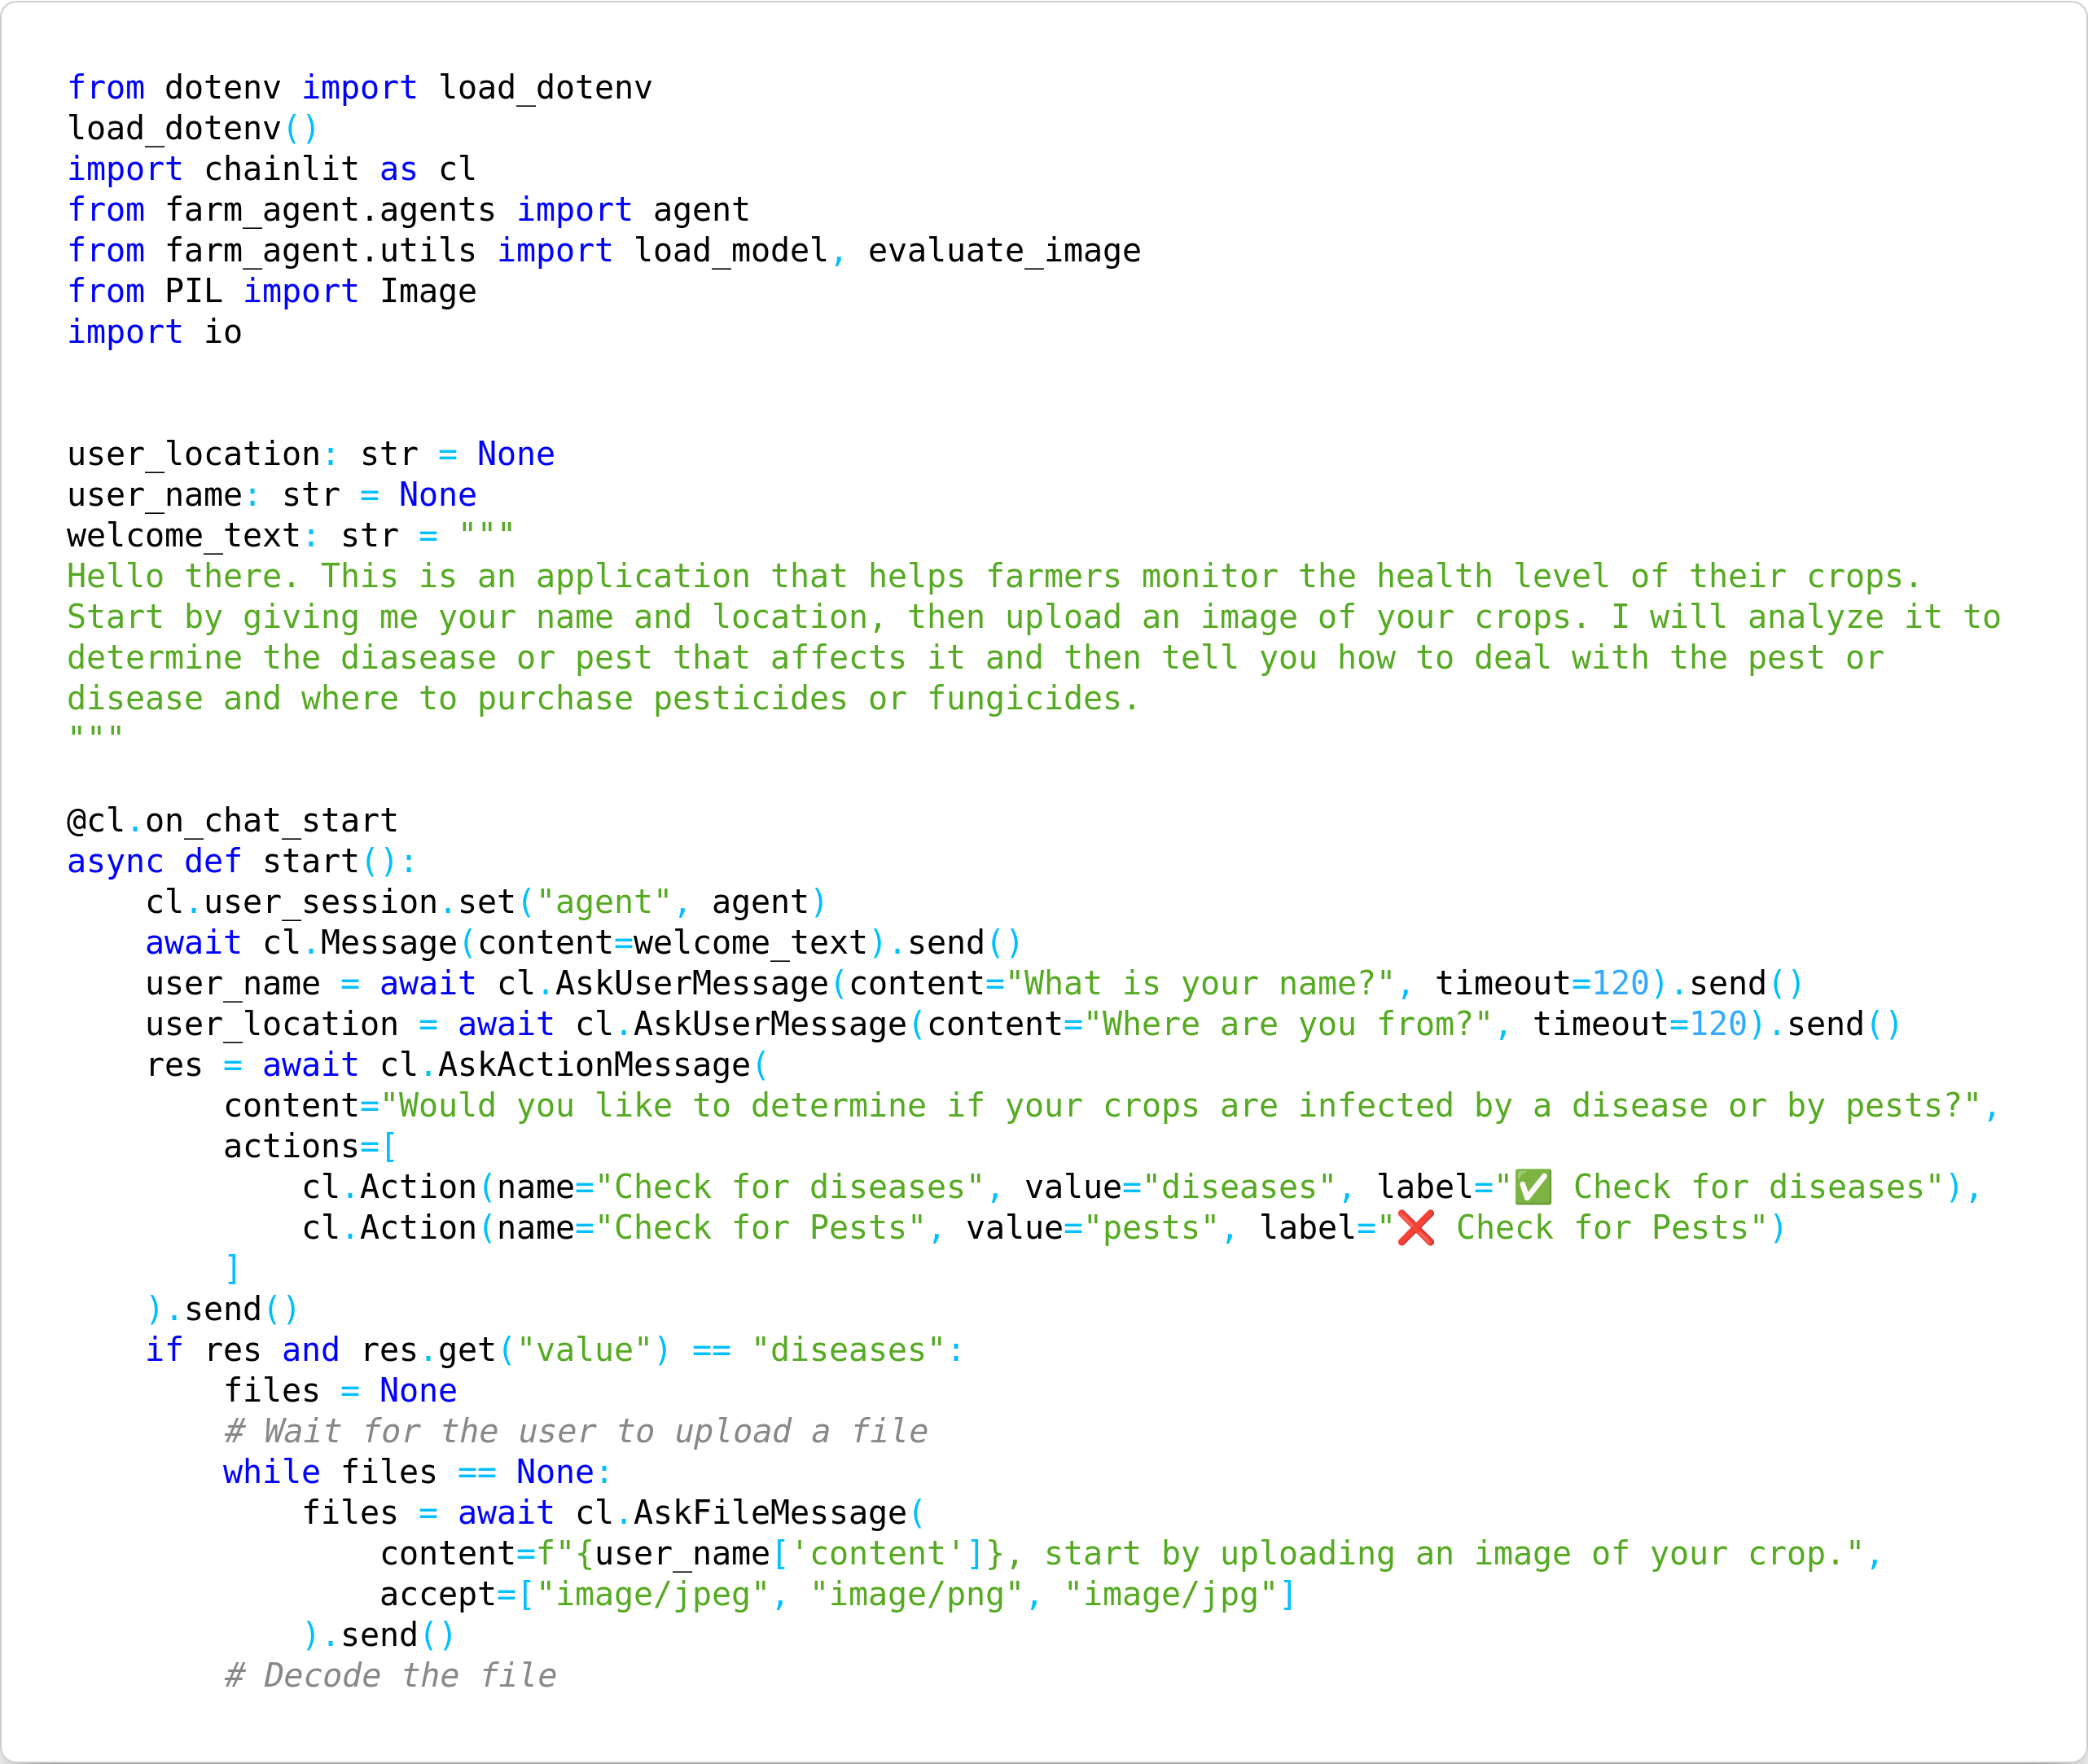 from dotenv import load_dotenv
load_dotenv()
import chainlit as cl
from farm_agent.agents import agent
from farm_agent.utils import load_model, evaluate_image
from PIL import Image
import io


user_location: str = None
user_name: str = None
welcome_text: str = """
Hello there. This is an application that helps farmers monitor the health level of their crops.
Start by giving me your name and location, then upload an image of your crops. I will analyze it to
determine the diasease or pest that affects it and then tell you how to deal with the pest or
disease and where to purchase pesticides or fungicides.
"""

@cl.on_chat_start
async def start():
    cl.user_session.set("agent", agent)
    await cl.Message(content=welcome_text).send()
    user_name = await cl.AskUserMessage(content="What is your name?", timeout=120).send()
    user_location = await cl.AskUserMessage(content="Where are you from?", timeout=120).send()
    res = await cl.AskActionMessage(
        content="Would you like to determine if your crops are infected by a disease or by pests?",
        actions=[
            cl.Action(name="Check for diseases", value="diseases", label="✅ Check for diseases"),
            cl.Action(name="Check for Pests", value="pests", label="❌ Check for Pests")
        ]
    ).send()
    if res and res.get("value") == "diseases":
        files = None
        # Wait for the user to upload a file
        while files == None:
            files = await cl.AskFileMessage(
                content=f"{user_name['content']}, start by uploading an image of your crop.",
                accept=["image/jpeg", "image/png", "image/jpg"]
            ).send()
        # Decode the file